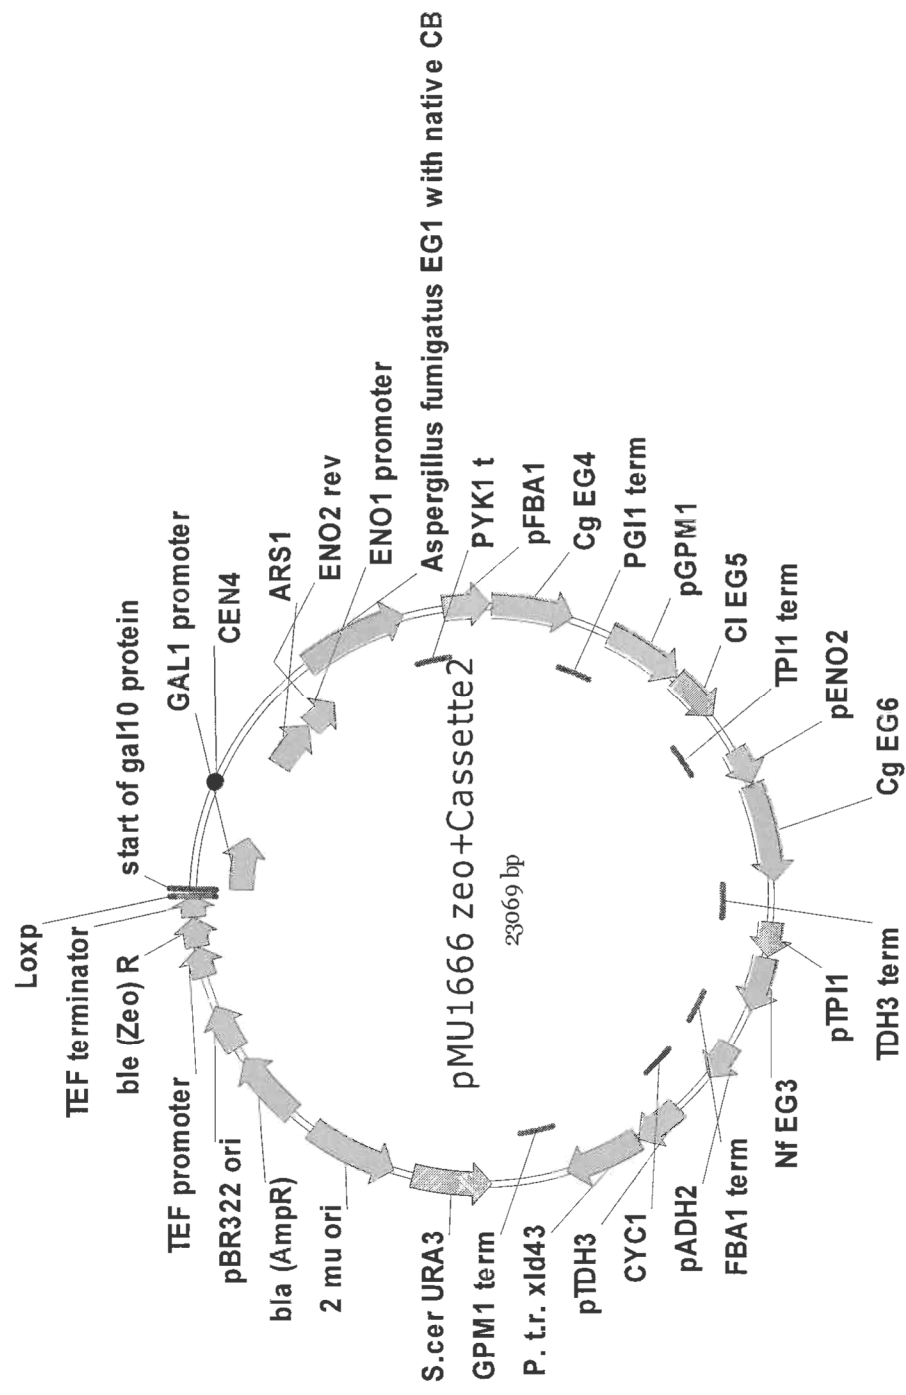 Loxp
TEF terminator
ble (Zeo) R
TEF promoter
pBR322 ori
bla (AmpR)
2 mu ori
S.cer URA3
GPM1 term
P. t.r. xld43
pTDH3
CYC1
pADH2
FBA1 term
Nf EG3
pTPI1
TDH3 term
Cg EG6
pENO2
TPI1 term
Cl EG5
pGPM1
PGI1 term
Cg EG4
pFBA1
PYK1 t
Aspergillus fumigatus EG1 with native CB
ENO1 promoter
ENO2 rev
ARS1
CEN4
GAL1 promoter
start of gal10 protein
pMU1666 zeo+Cassette2
23069 bp